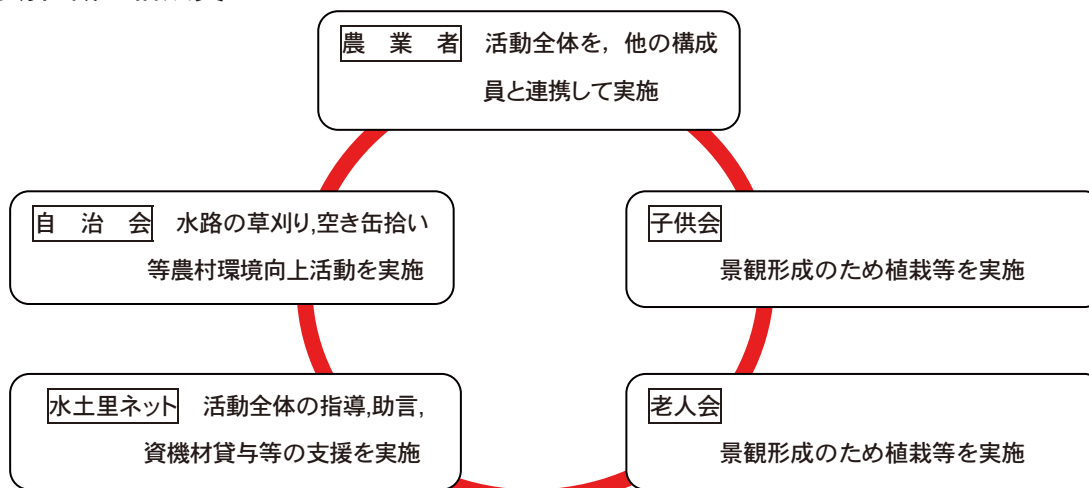 農 業 者 活動全体を, 他の構成
員と連携して実施
自 治 会 水路の草刈り,空き缶拾い
等農村環境向上活動を実施
子供会
景観形成のため植栽等を実施
水土里ネット 活動全体の指導,助言,
資機材貸与等の支援を実施
老人会
景観形成のため植栽等を実施